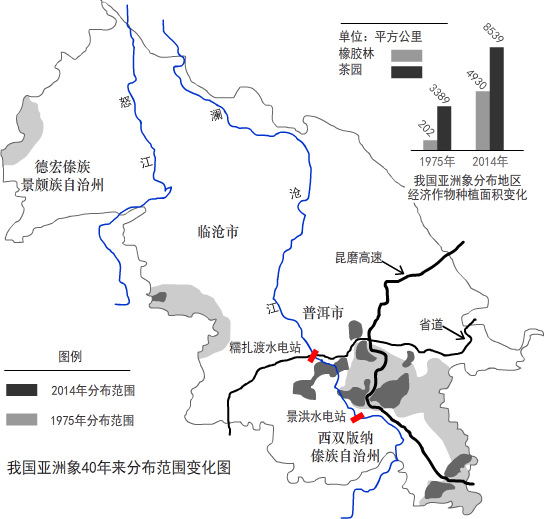 单位：平方公里
橡胶林
茶园
202
3389
4930
8539
1975年
2014年
我国亚洲象分布地区
经济作物种植面积变化
怒
江
澜
沧
江
德宏傣族
景颇族自治州
临沧市
昆磨高速
普洱市
省道
糯扎渡水电站
图例
2014年分布范围
1975年分布范围
景洪水电站
西双版纳
傣族自治州
我国亚洲象40年来分布范围变化图